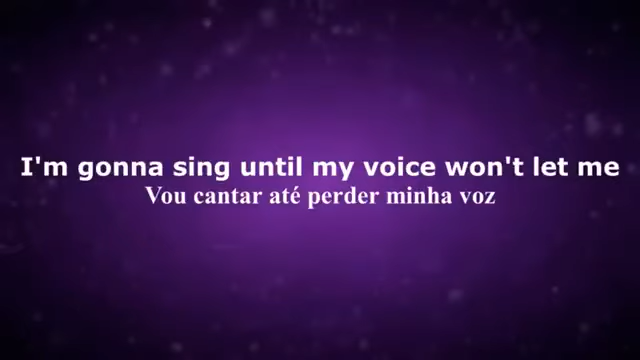 I'm gonna sing until my voice won't let me
Vou cantar até perder minha voz